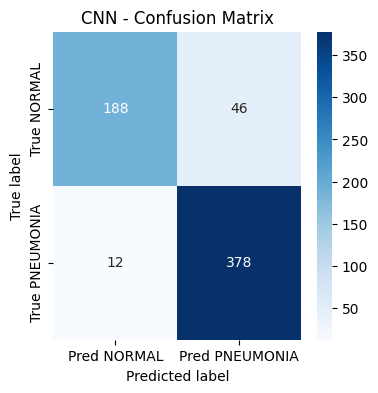 CNN - Confusion Matrix
True label
True NORMAL
188
46
True PNEUMONIA
12
378
Pred NORMAL
Pred PNEUMONIA
Predicted label
350
300
250
200
150
100
50